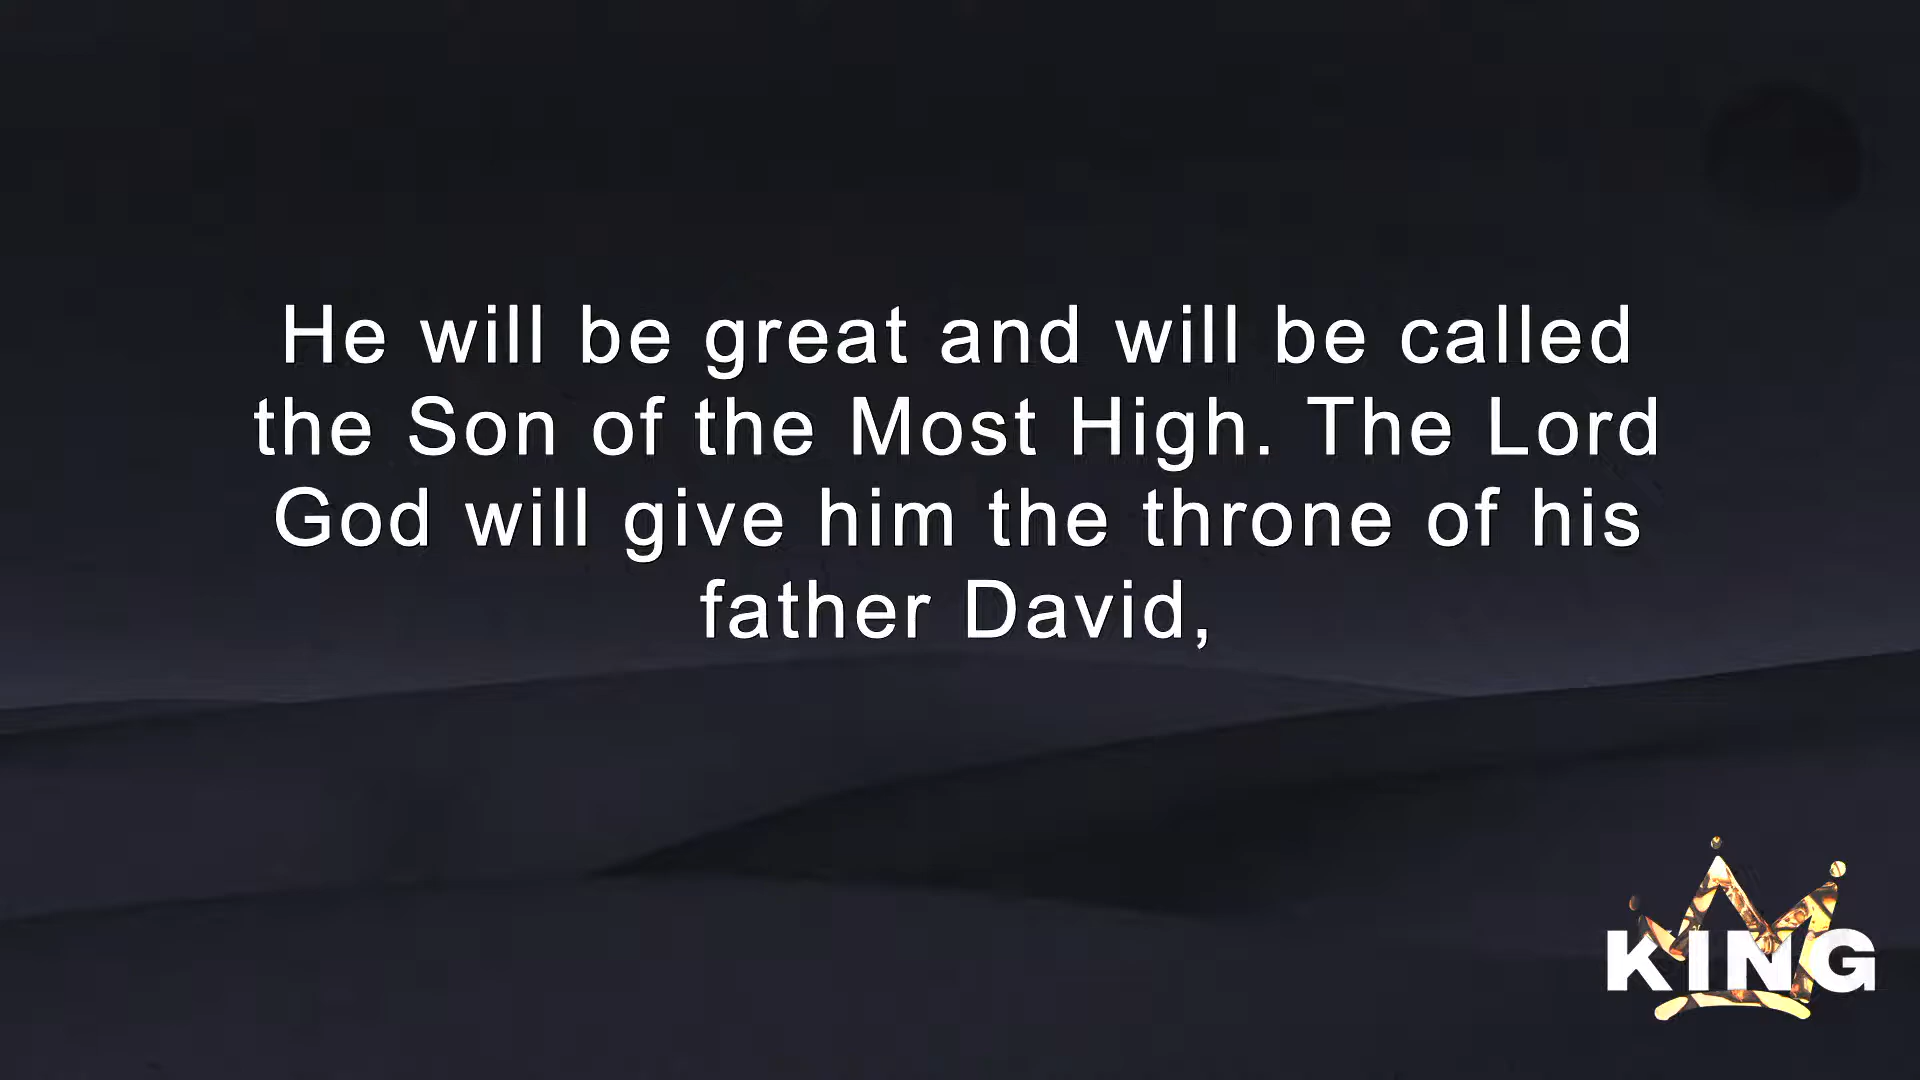 He will be great and will be called
the Son of the Most High. The Lord
God will give him the throne of his
father David,
KING